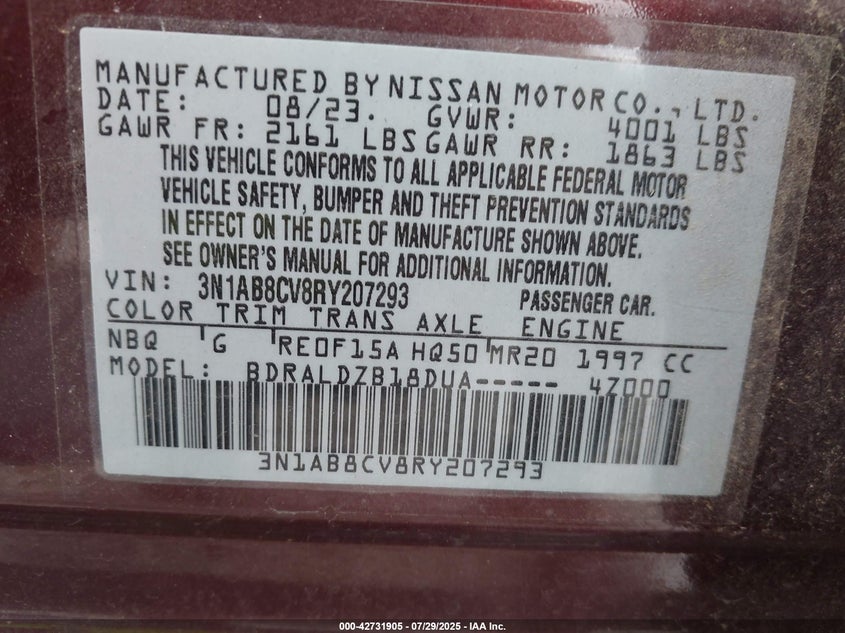 MANUFACTURED BY NISSAN MOTOR CO., LTD.
DATE: 08/23. GVWR: 4001 LBS
GAWR FR: 2161 LBS GAWR RR: 1863 LBS
THIS VEHICLE CONFORMS TO ALL APPLICABLE FEDERAL MOTOR
VEHICLE SAFETY, BUMPER AND THEFT PREVENTION STANDARDS
IN EFFECT ON THE DATE OF MANUFACTURE SHOWN ABOVE.
SEE OWNER'S MANUAL FOR ADDITIONAL INFORMATION.
VIN: 3N1AB8CV8RY207293 PASSENGER CAR.
COLOR TRIM TRANS AXLE ENGINE
NBQ G RE0F15A HQ50 MR20 1997 CC
MODEL: BDRALDZB18DUA----- 4Z000
3N1AB8CV8RY207293
000-42731905 - 07/29/2025 - IAA Inc.